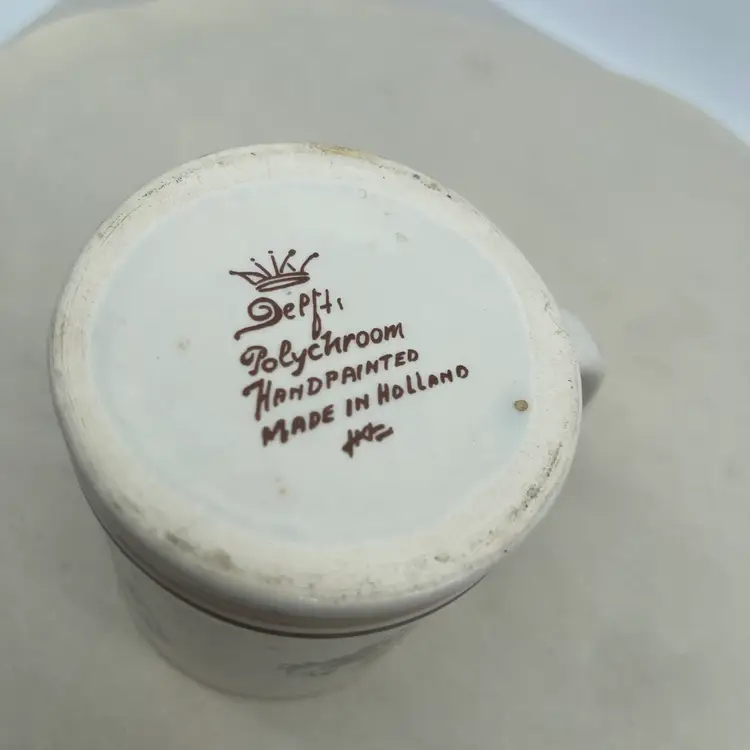 Delft.
Polychroom
HANDPAINTED
MADE IN HOLLAND